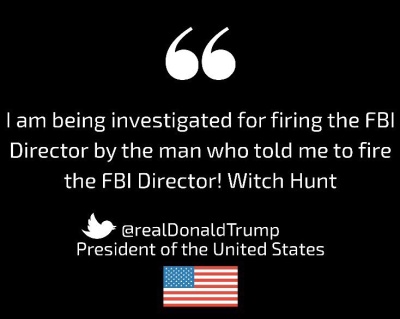 “
I am being investigated for firing the FBI
Director by the man who told me to fire
the FBI Director! Witch Hunt
@realDonaldTrump
President of the United States